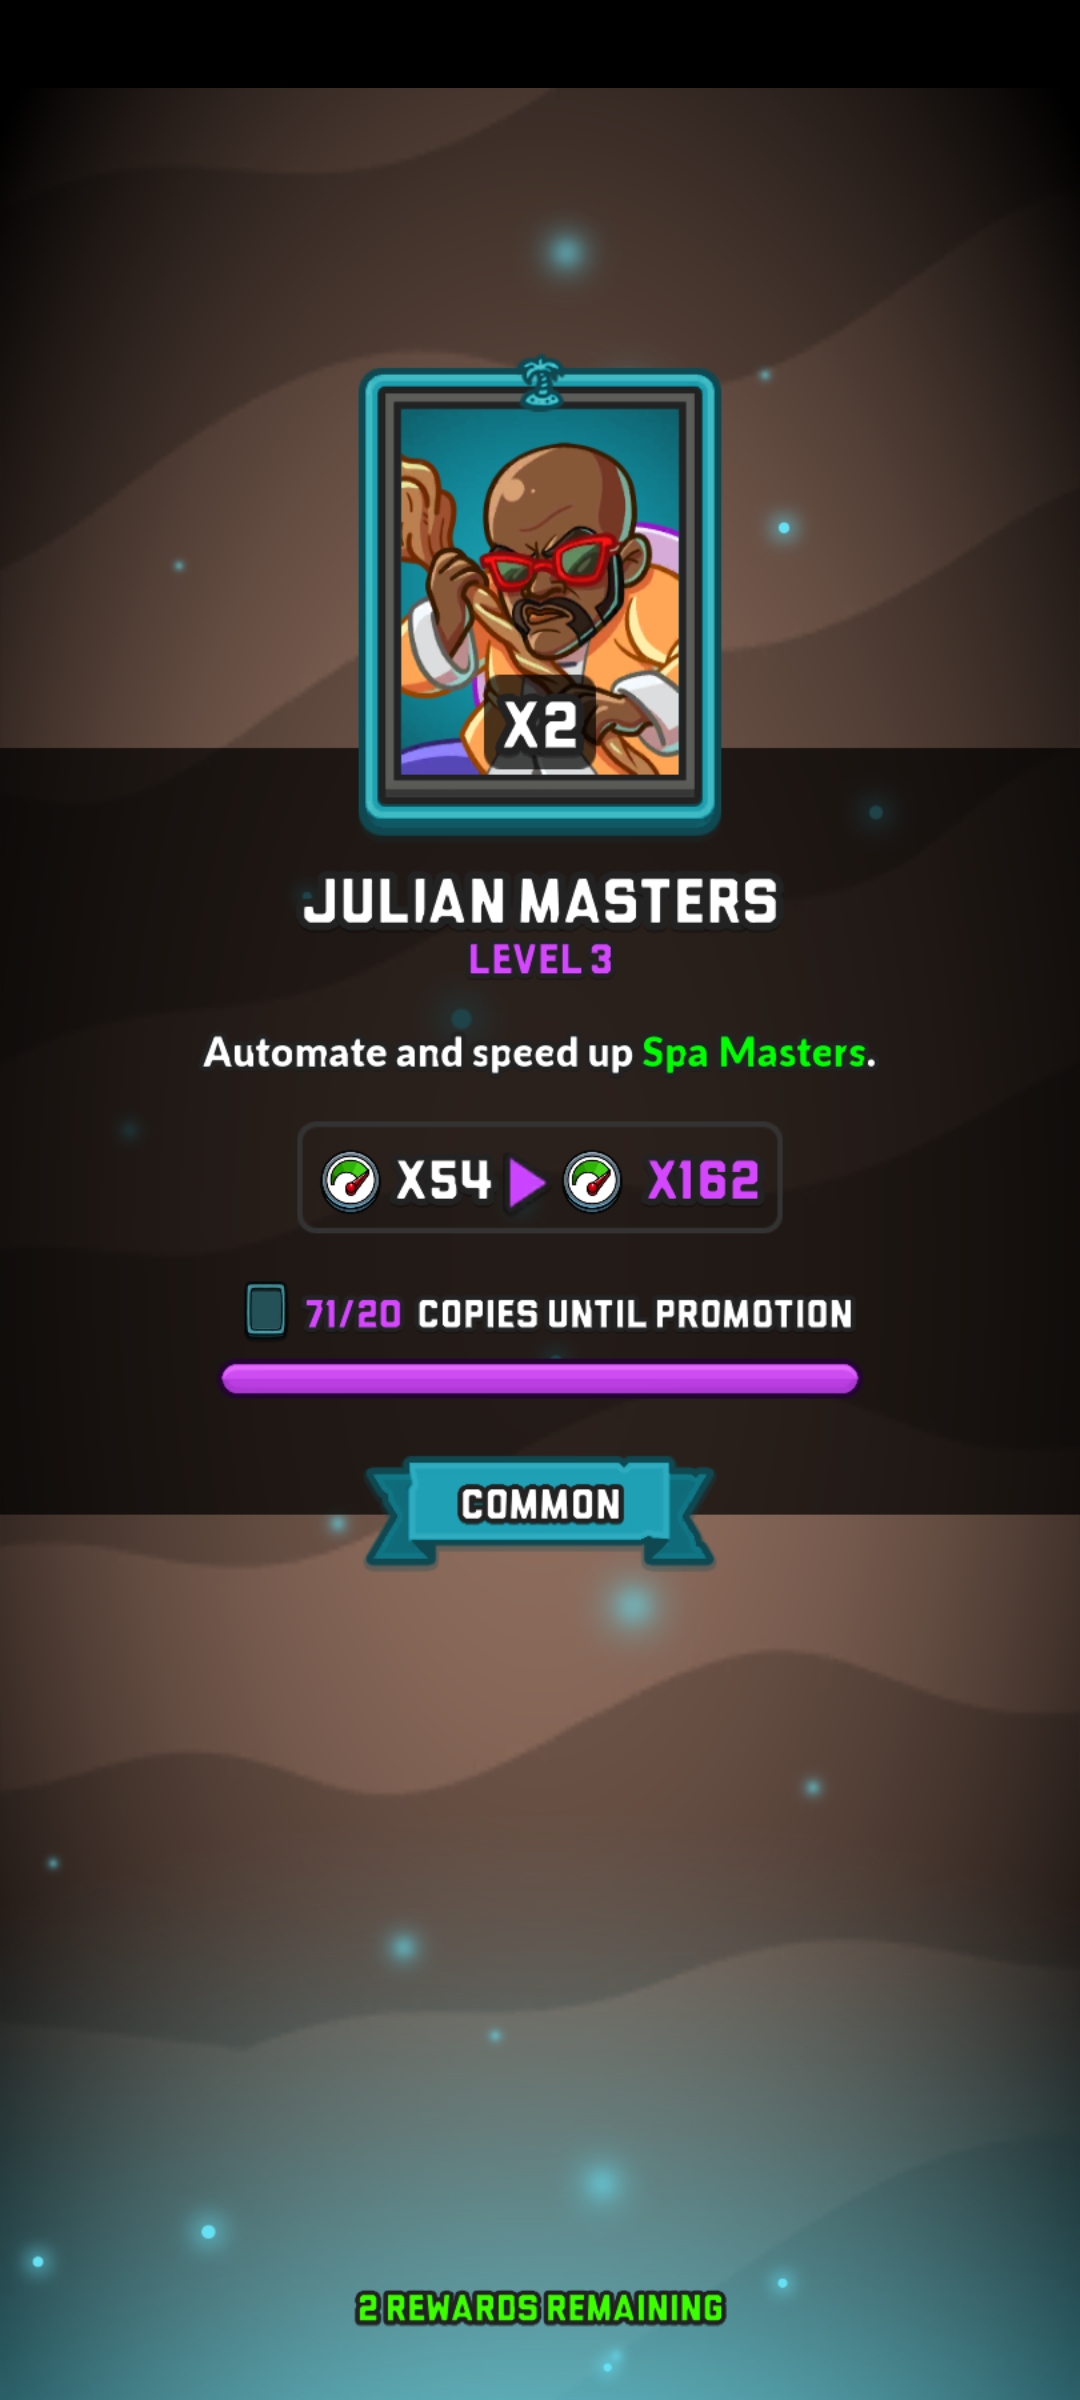 X2
JULIAN MASTERS
LEVEL 3
Automate and speed up Spa Masters.
X54 X162
71/20 COPIES UNTIL PROMOTION
COMMON
2 REWARDS REMAINING